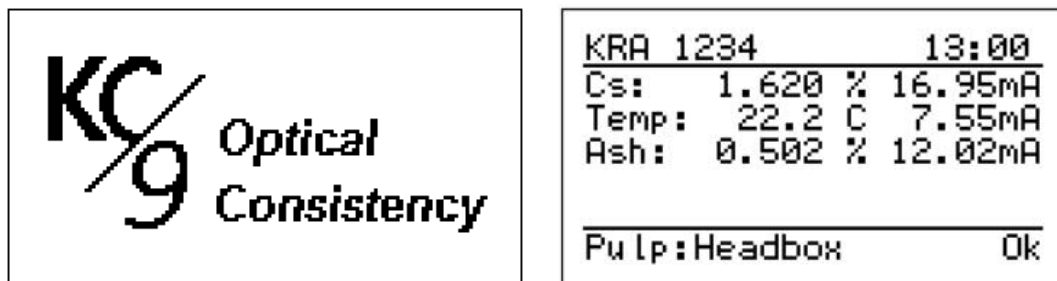 KC/9
Optical
Consistency
KRA 1234 13:00
Cs: 1.620 % 16.95mA
Temp: 22.2 C 7.55mA
Ash: 0.502 % 12.02mA
Pulp:Headbox Ok